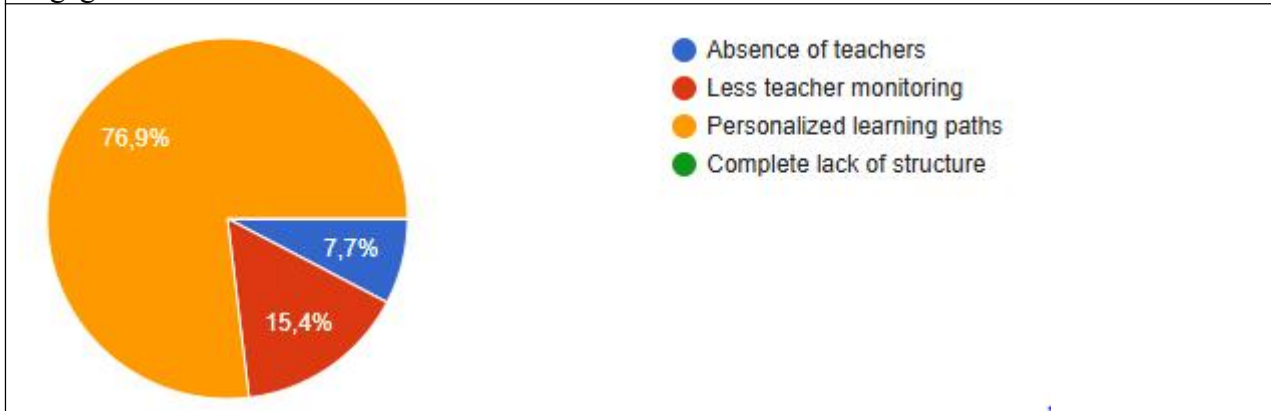 Absence of teachers
Less teacher monitoring
Personalized learning paths
Complete lack of structure
76,9%
7,7%
15,4%